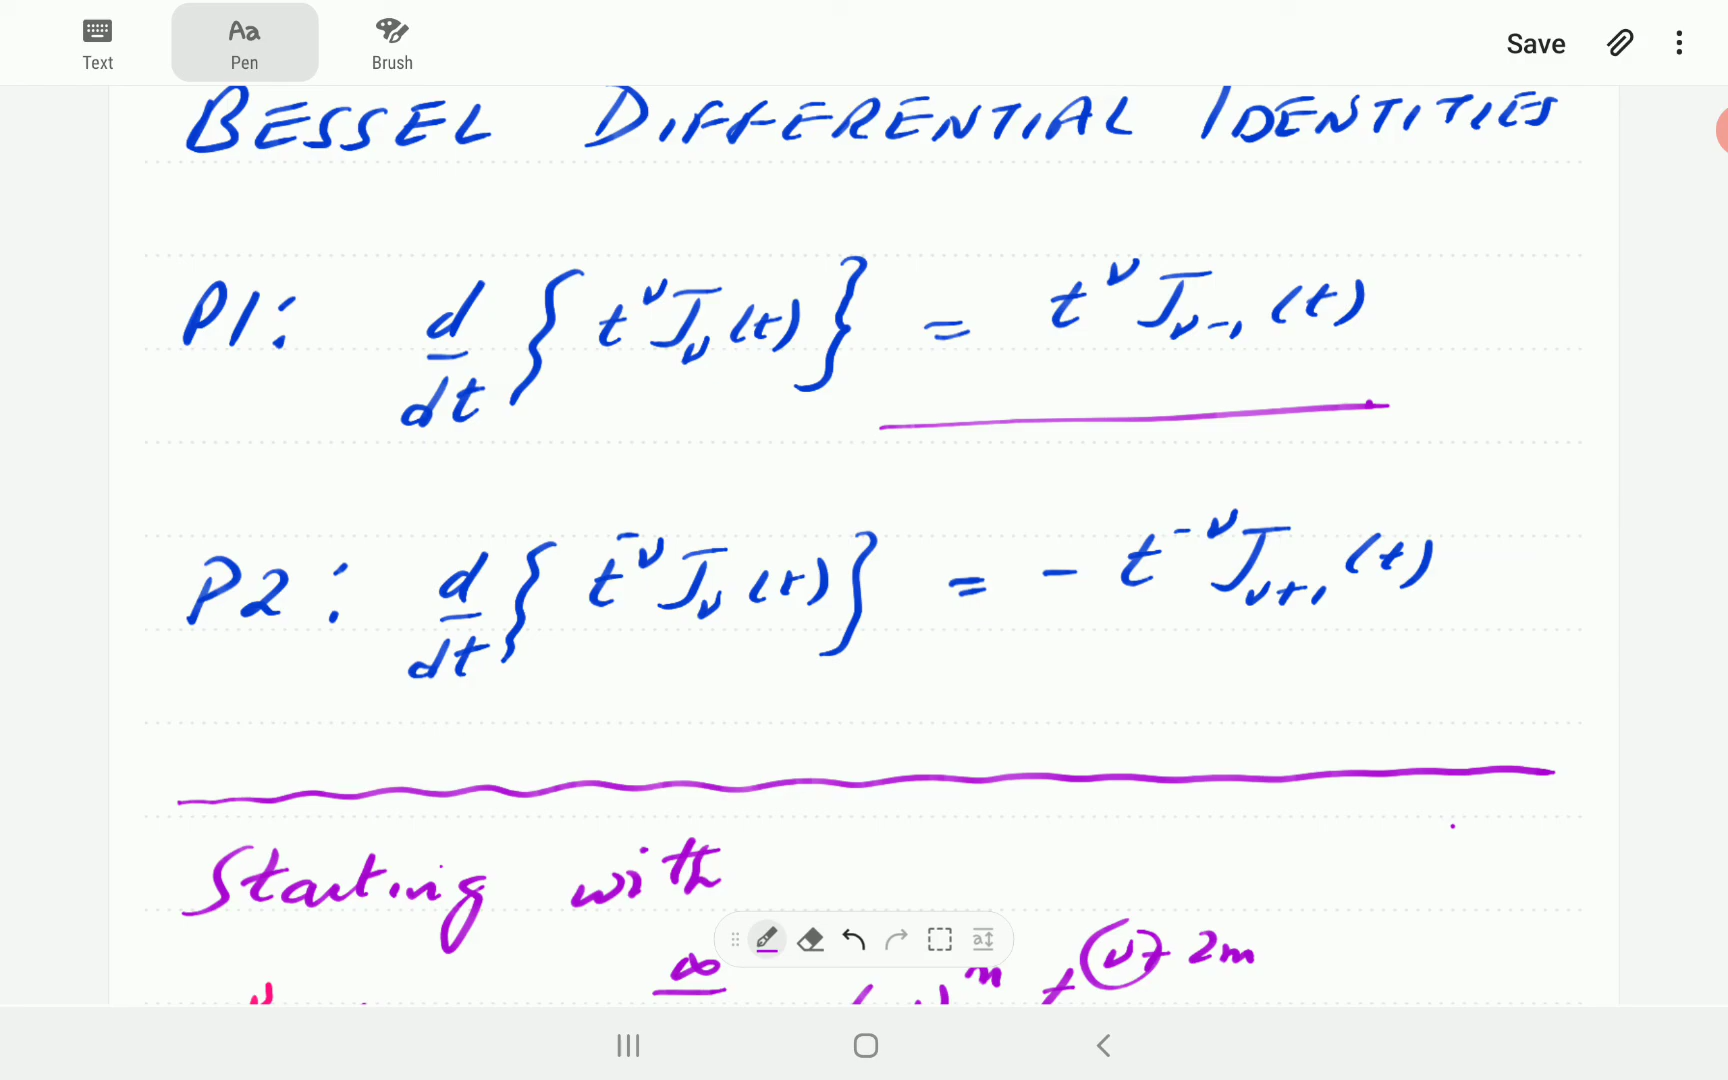 Text Pen Brush Save
BESSEL DIFFERENTIAL IDENTITIES
P1: d/dt { t^ν J_ν (t) } = t^ν J_{ν-1} (t)
P2: d/dt { t^{-ν} J_ν (t) } = - t^{-ν} J_{ν+1} (t)
Starting with
∞ m t^{ν+2m}